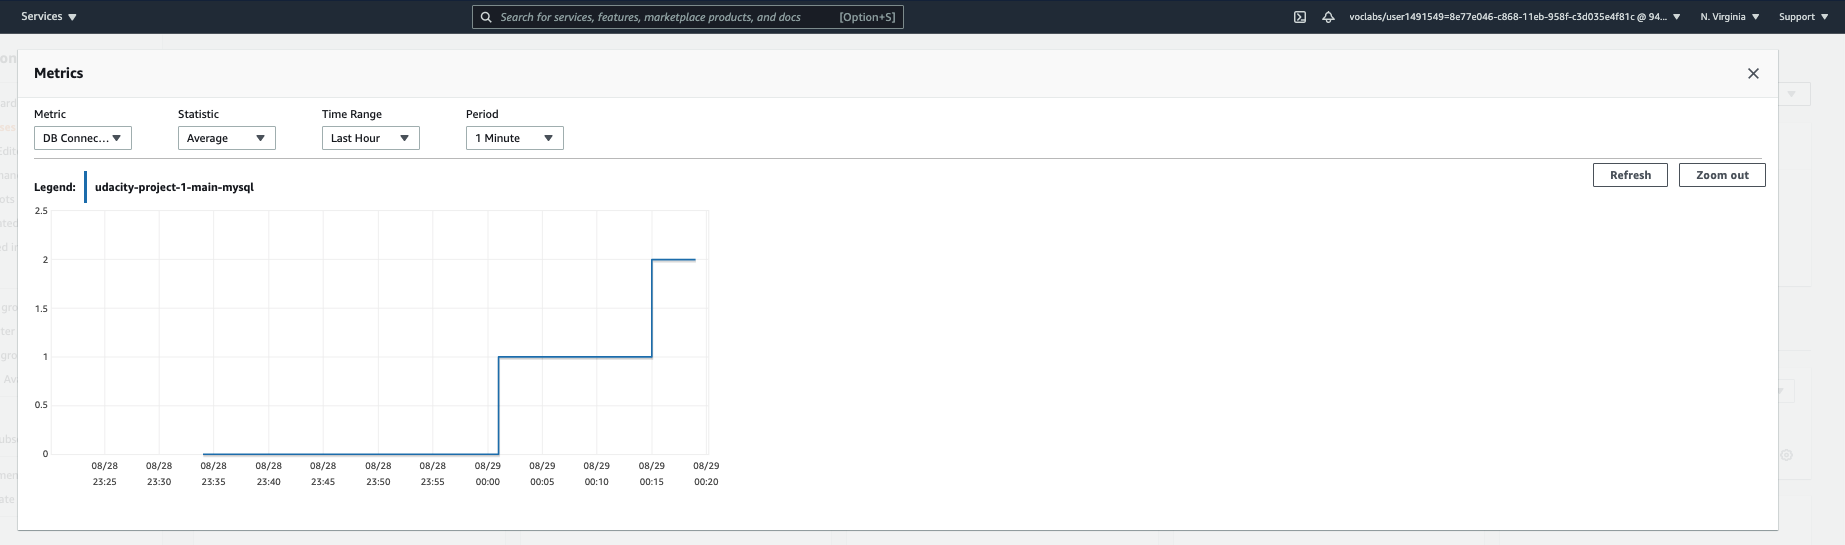 Services
Search for services, features, marketplace products, and docs [Option+S]
voclabs/user1491549=8e77e046-c868-11eb-958f-c3d035e4f81c @ 94... N. Virginia Support
Metrics
Metric Statistic Time Range Period
DB Connec... Average Last Hour 1 Minute
Refresh Zoom out
Legend: udacity-project-1-main-mysql
2.5
2
1.5
1
0.5
0
08/28 08/28 08/28 08/28 08/28 08/28 08/28 08/29 08/29 08/29 08/29 08/29
23:25 23:30 23:35 23:40 23:45 23:50 23:55 00:00 00:05 00:10 00:15 00:20